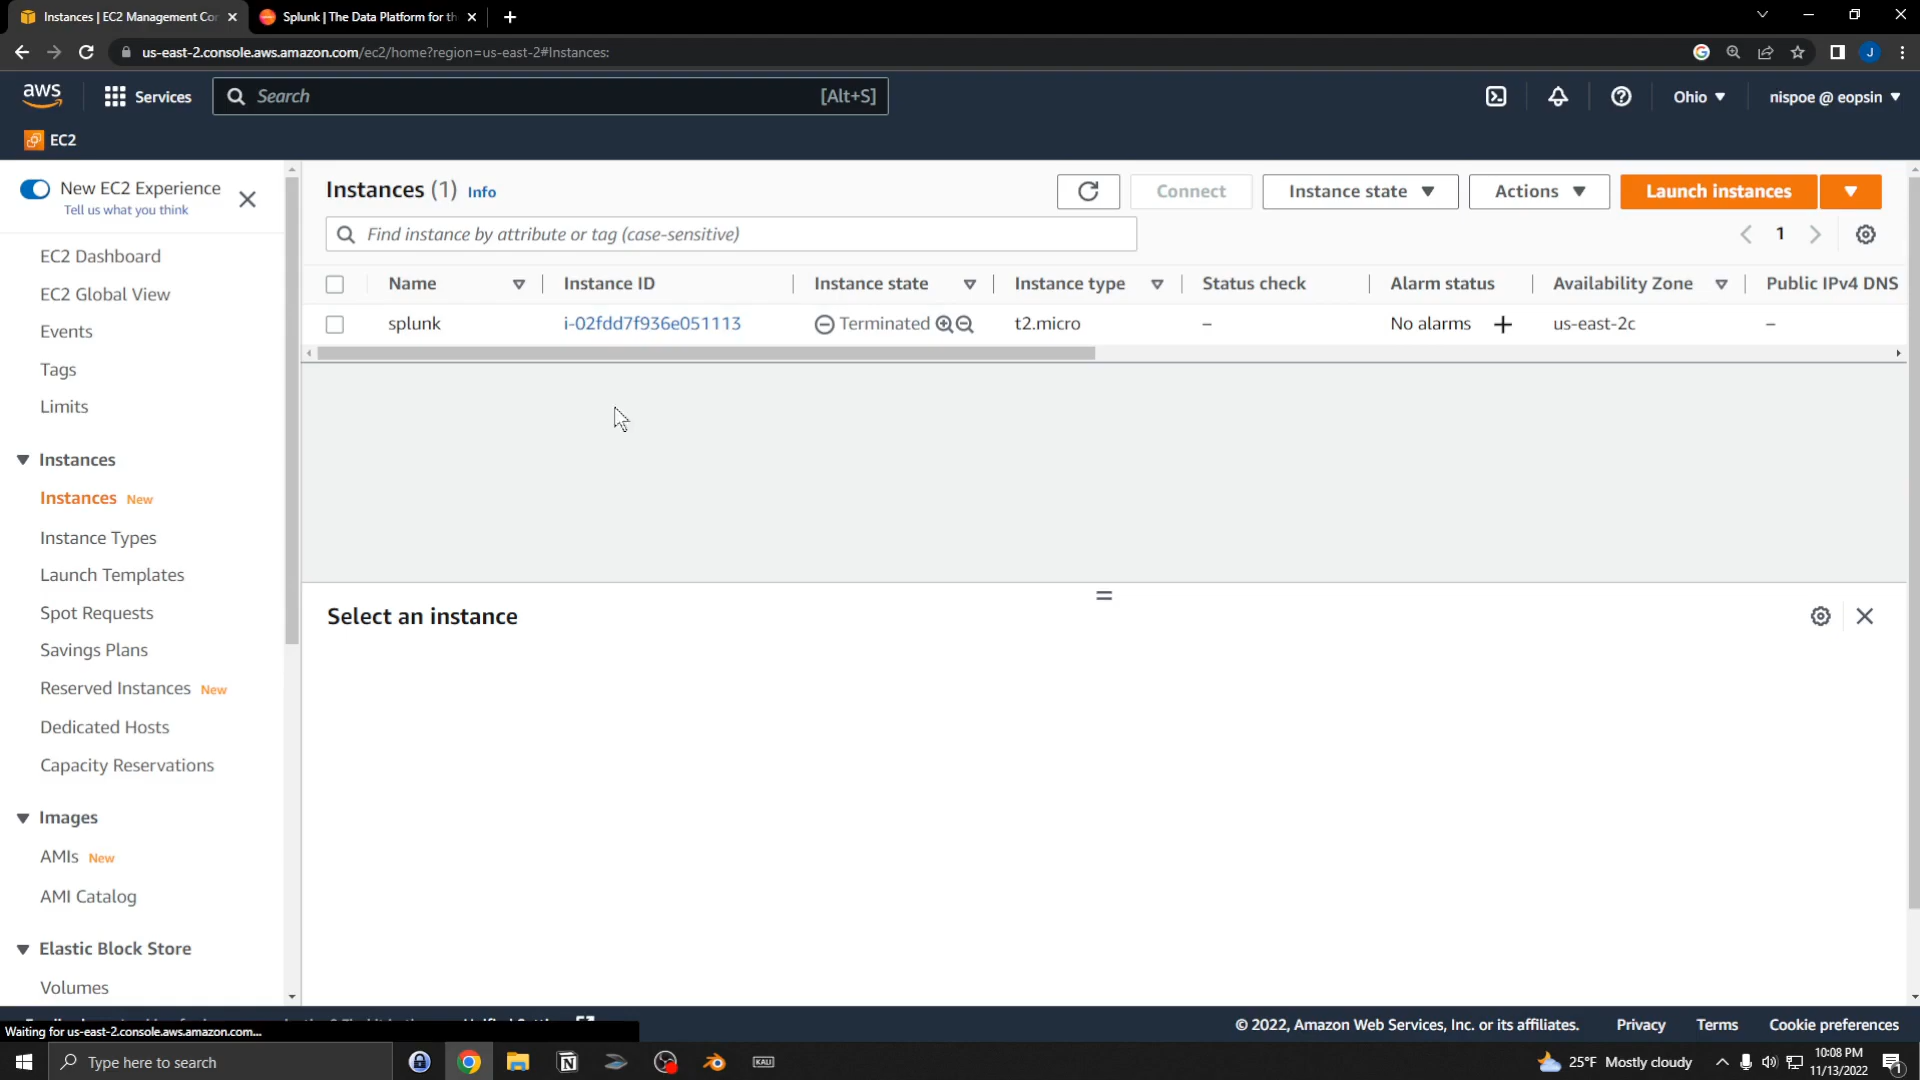 Instances | EC2 Management Co
Splunk | The Data Platform for th
us-east-2.console.aws.amazon.com/ec2/home?region=us-east-2#Instances:
J
aws
Services
Search
[Alt+S]
Ohio
nispoe @ eopsin
EC2
New EC2 Experience
Tell us what you think
EC2 Dashboard
EC2 Global View
Events
Tags
Limits
Instances
Instances New
Instance Types
Launch Templates
Spot Requests
Savings Plans
Reserved Instances New
Dedicated Hosts
Capacity Reservations
Images
AMIs New
AMI Catalog
Elastic Block Store
Volumes
Instances (1) Info
Connect
Instance state
Actions
Launch instances
Find instance by attribute or tag (case-sensitive)
1
Name Instance ID Instance state Instance type Status check Alarm status Availability Zone Public IPv4 DNS
splunk i-02fdd7f936e051113 Terminated t2.micro – No alarms + us-east-2c –
Select an instance
Waiting for us-east-2.console.aws.amazon.com...
© 2022, Amazon Web Services, Inc. or its affiliates. Privacy Terms Cookie preferences
Type here to search
KALI
25°F Mostly cloudy
10:08 PM
11/13/2022
1